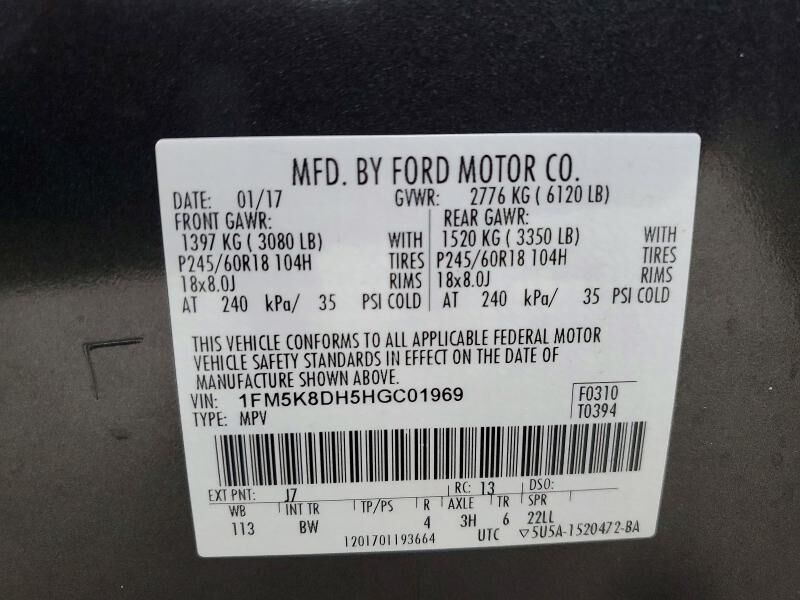 MFD. BY FORD MOTOR CO.
DATE: 01/17 GVWR: 2776 KG ( 6120 LB)
FRONT GAWR: REAR GAWR:
1397 KG ( 3080 LB) WITH 1520 KG ( 3350 LB) WITH
P245/60R18 104H TIRES P245/60R18 104H TIRES
18x8.0J RIMS 18x8.0J RIMS
AT 240 kPa/ 35 PSI COLD AT 240 kPa/ 35 PSI COLD
THIS VEHICLE CONFORMS TO ALL APPLICABLE FEDERAL MOTOR
VEHICLE SAFETY STANDARDS IN EFFECT ON THE DATE OF
MANUFACTURE SHOWN ABOVE.
VIN: 1FM5K8DH5HGC01969 F0310
TYPE: MPV T0394
EXT PNT: J7 RC: 13 DSO:
WB INT TR TP/PS R AXLE TR SPR
113 BW 4 3H 6 22LL
1201701193664 UTC ▽5U5A-1520472-BA